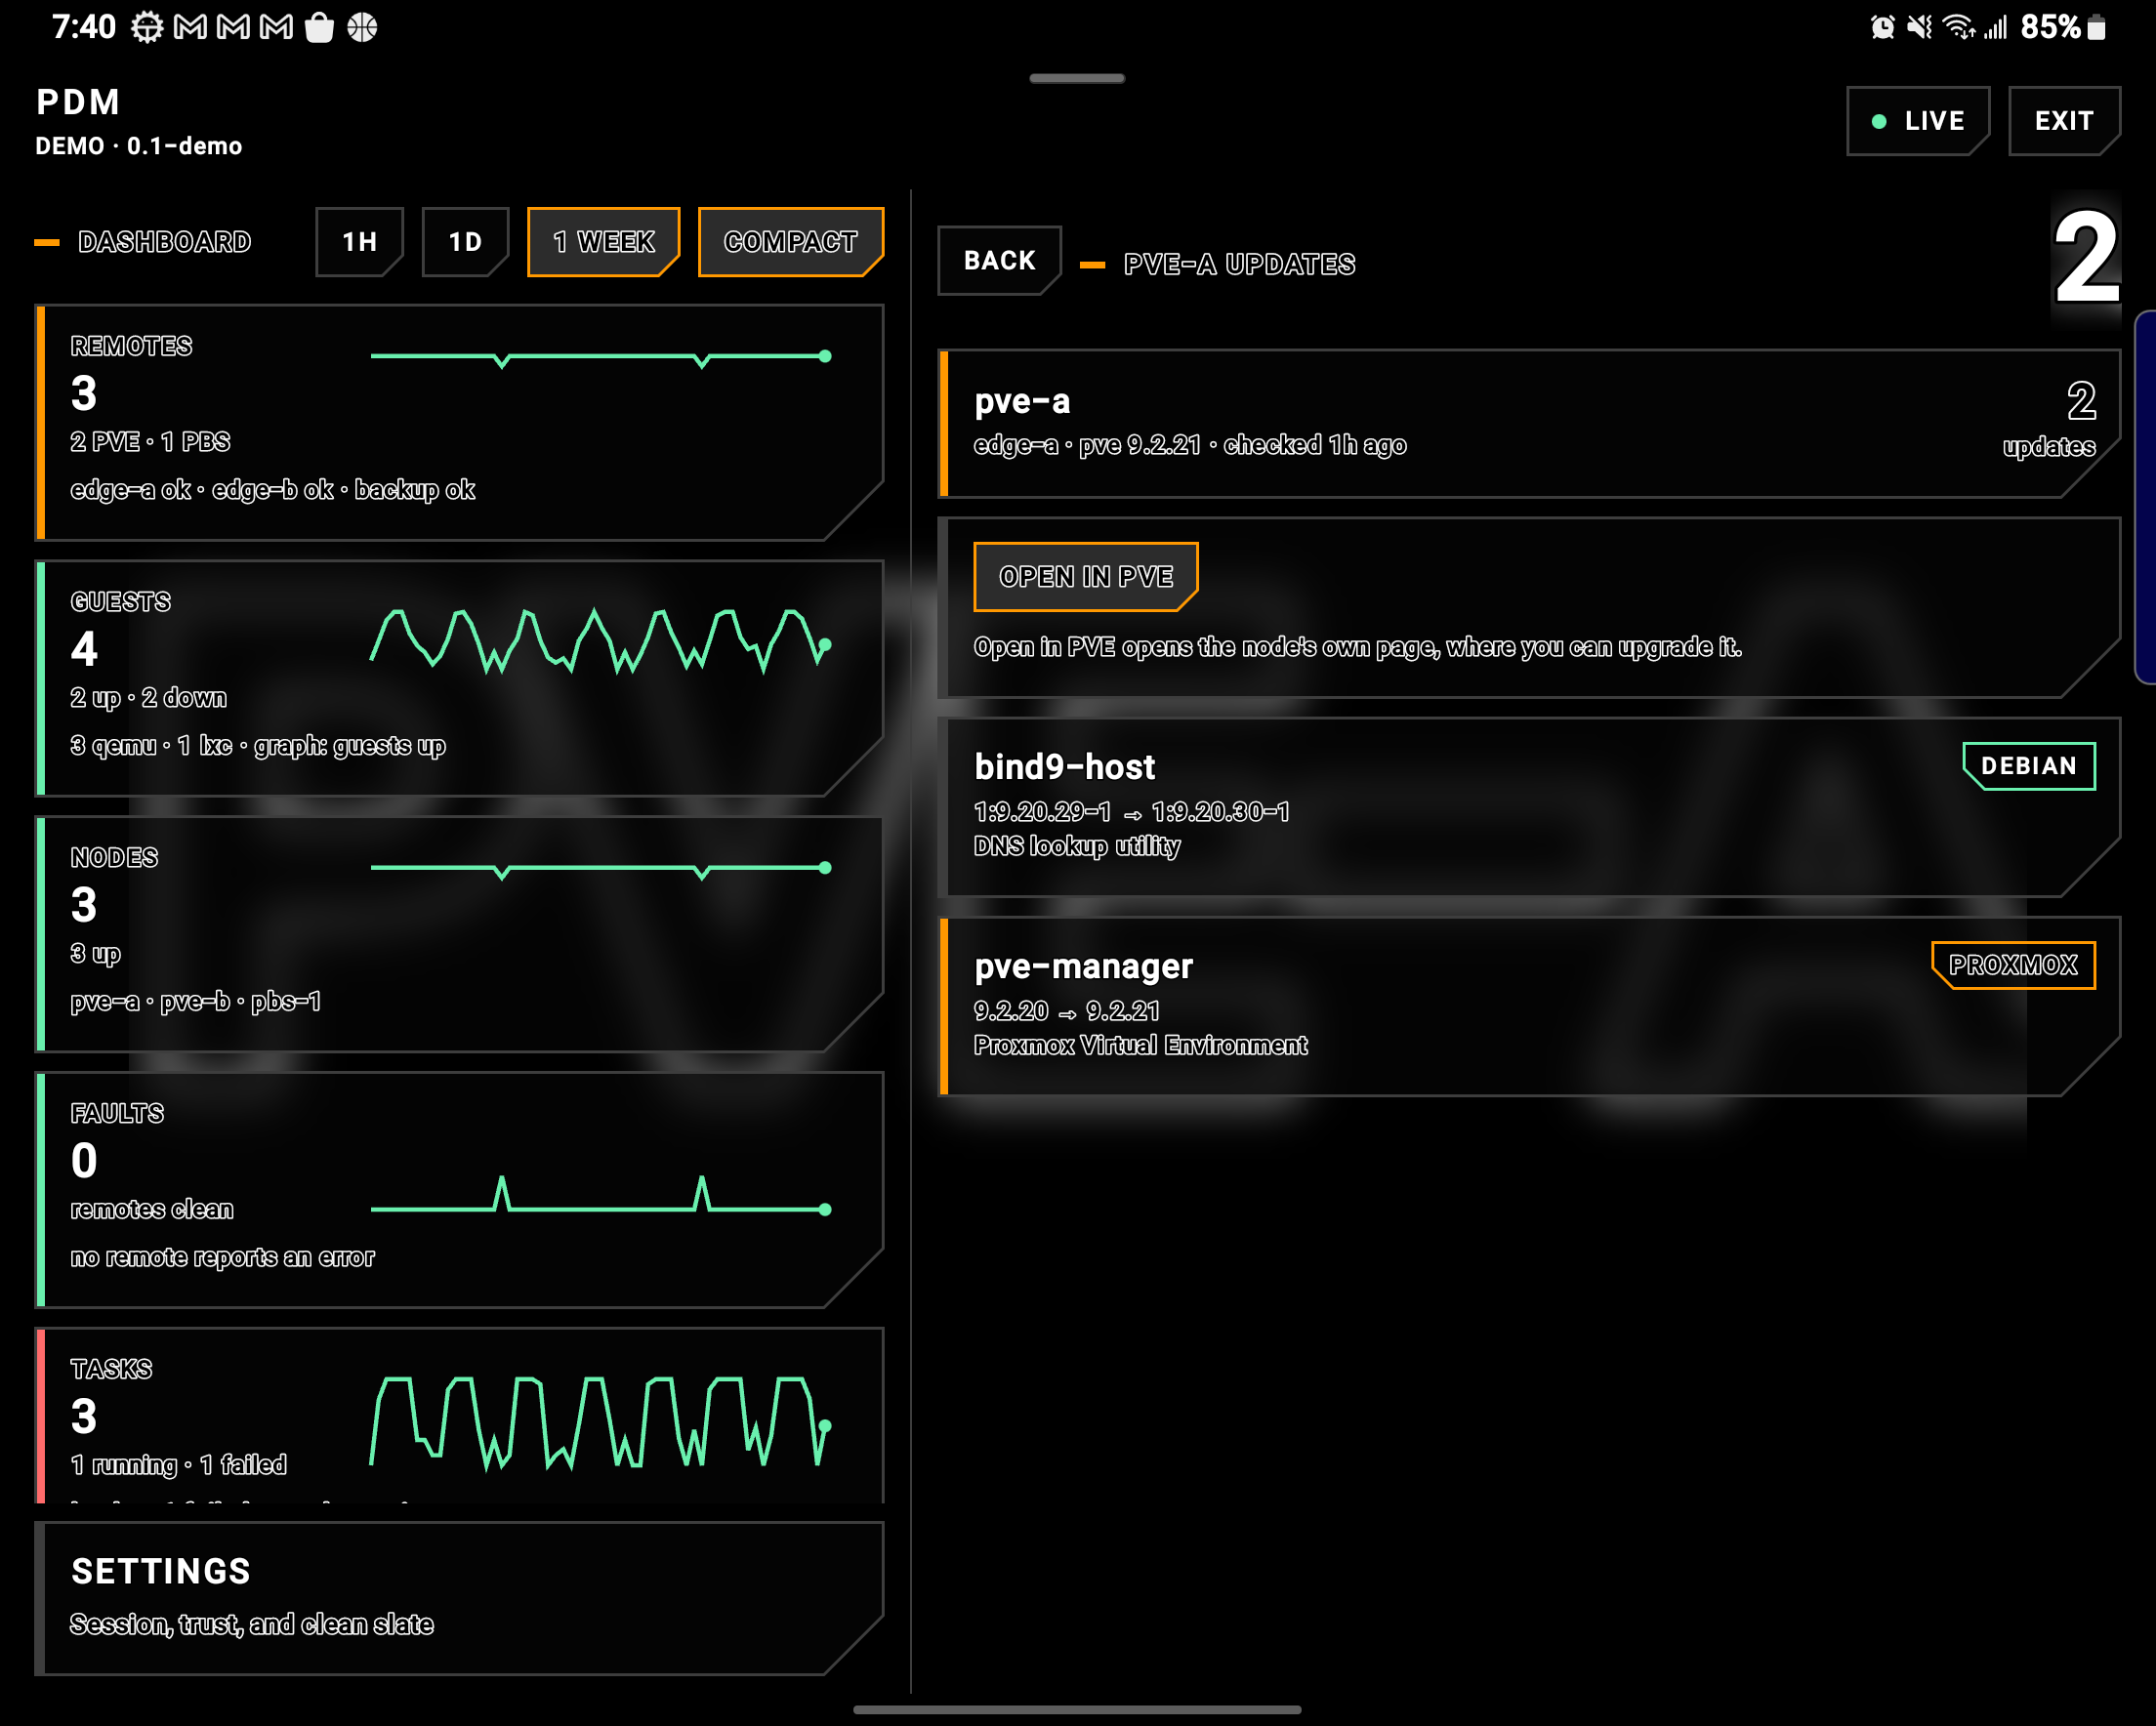 7:40
85%
PDM
DEMO · 0.1-demo
LIVE
EXIT
DASHBOARD
1H
1D
1 WEEK
COMPACT
REMOTES
3
2 PVE · 1 PBS
edge-a ok · edge-b ok · backup ok
GUESTS
4
2 up · 2 down
3 qemu · 1 lxc · graph: guests up
NODES
3
3 up
pve-a · pve-b · pbs-1
FAULTS
0
remotes clean
no remote reports an error
TASKS
3
1 running · 1 failed
SETTINGS
Session, trust, and clean slate
BACK
PVE-A UPDATES
2
pve-a
edge-a · pve 9.2.21 · checked 1h ago
2
updates
OPEN IN PVE
Open in PVE opens the node's own page, where you can upgrade it.
bind9-host
DEBIAN
1:9.20.29-1 → 1:9.20.30-1
DNS lookup utility
pve-manager
PROXMOX
9.2.20 → 9.2.21
Proxmox Virtual Environment
PVE-A